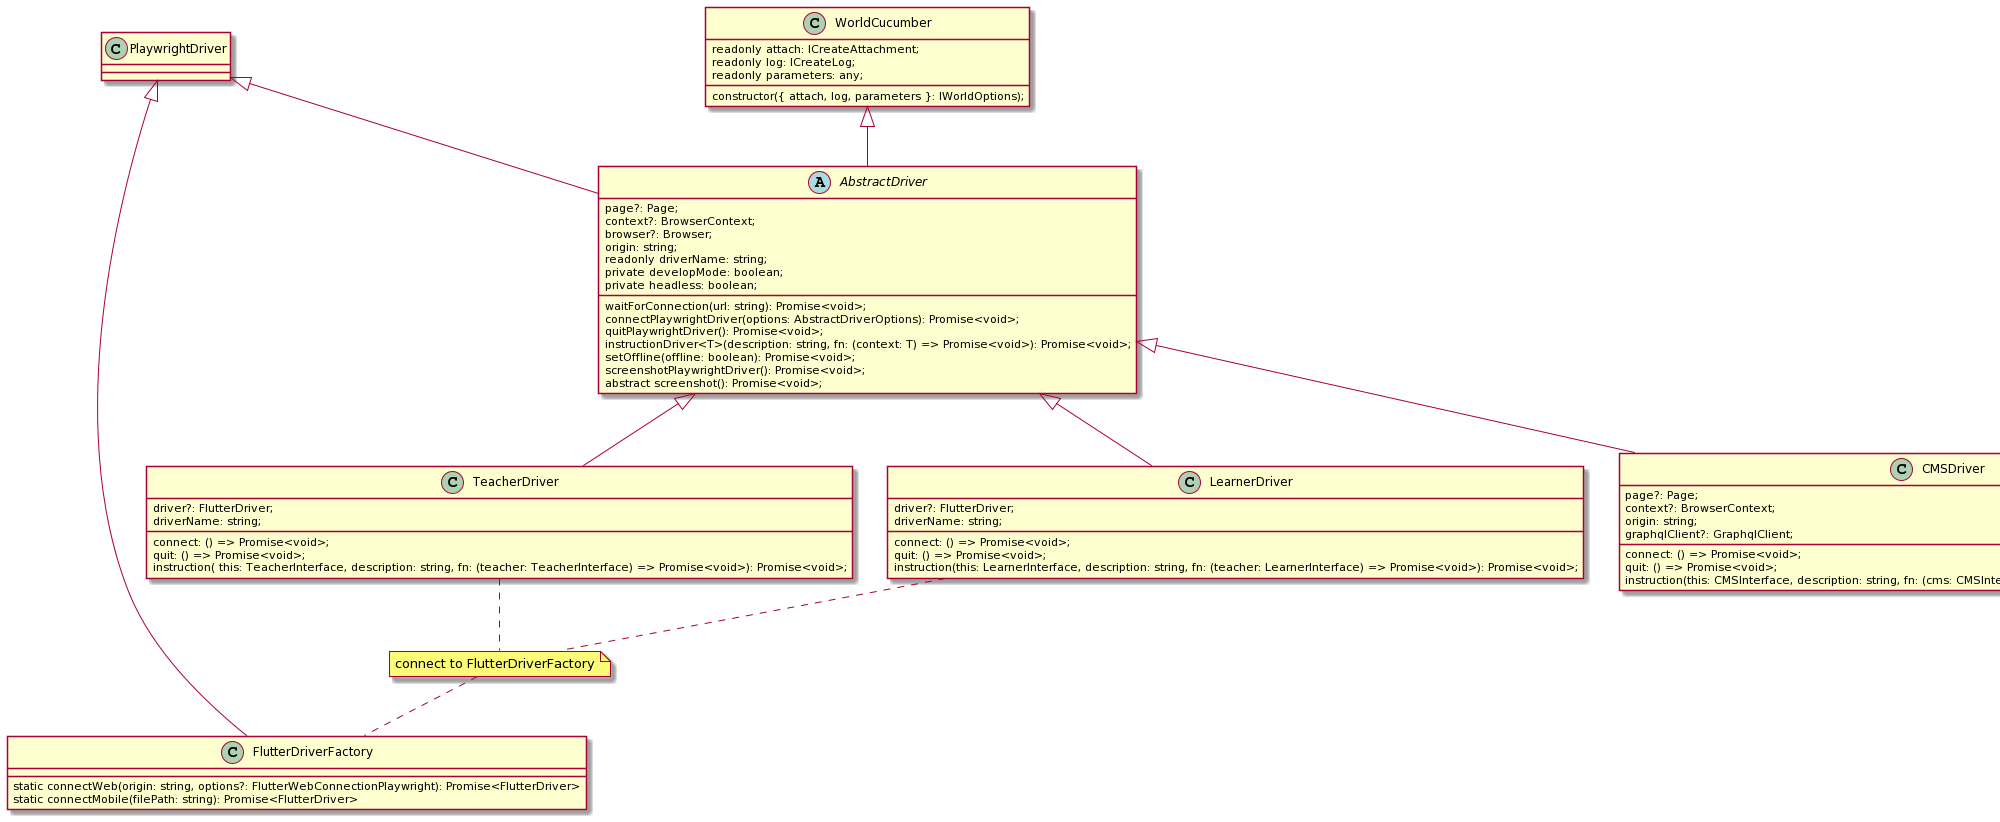 C WorldCucumber
readonly attach: ICreateAttachment;
readonly log: ICreateLog;
readonly parameters: any;
constructor({ attach, log, parameters }: IWorldOptions);
C PlaywrightDriver
A AbstractDriver
page?: Page;
context?: BrowserContext;
browser?: Browser;
origin: string;
readonly driverName: string;
private developMode: boolean;
private headless: boolean;
waitForConnection(url: string): Promise<void>;
connectPlaywrightDriver(options: AbstractDriverOptions): Promise<void>;
quitPlaywrightDriver(): Promise<void>;
instructionDriver<T>(description: string, fn: (context: T) => Promise<void>): Promise<void>;
setOffline(offline: boolean): Promise<void>;
screenshotPlaywrightDriver(): Promise<void>;
abstract screenshot(): Promise<void>;
C TeacherDriver
driver?: FlutterDriver;
driverName: string;
connect: () => Promise<void>;
quit: () => Promise<void>;
instruction( this: TeacherInterface, description: string, fn: (teacher: TeacherInterface) => Promise<void>): Promise<void>;
C LearnerDriver
driver?: FlutterDriver;
driverName: string;
connect: () => Promise<void>;
quit: () => Promise<void>;
instruction(this: LearnerInterface, description: string, fn: (teacher: LearnerInterface) => Promise<void>): Promise<void>;
C CMSDriver
page?: Page;
context?: BrowserContext;
origin: string;
graphqlClient?: GraphqlClient;
connect: () => Promise<void>;
quit: () => Promise<void>;
instruction(this: CMSInterface, description: string, fn: (cms:
connect to FlutterDriverFactory
C FlutterDriverFactory
static connectWeb(origin: string, options?: FlutterWebConnectionPlaywright): Promise<FlutterDriver>
static connectMobile(filePath: string): Promise<FlutterDriver>